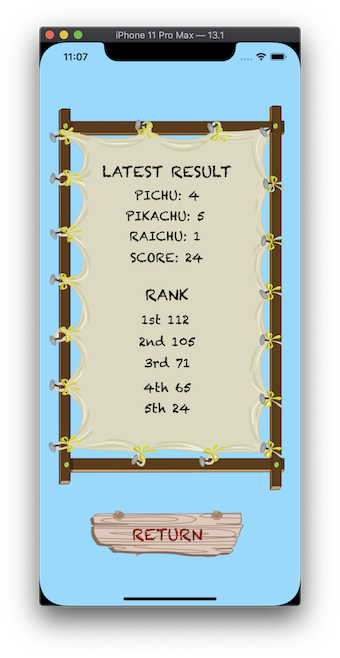 iPhone 11 Pro Max — 13.1
11:07
LATEST RESULT
PICHU: 4
PIKACHU: 5
RAICHU: 1
SCORE: 24
RANK
1st 112
2nd 105
3rd 71
4th 65
5th 24
RETURN